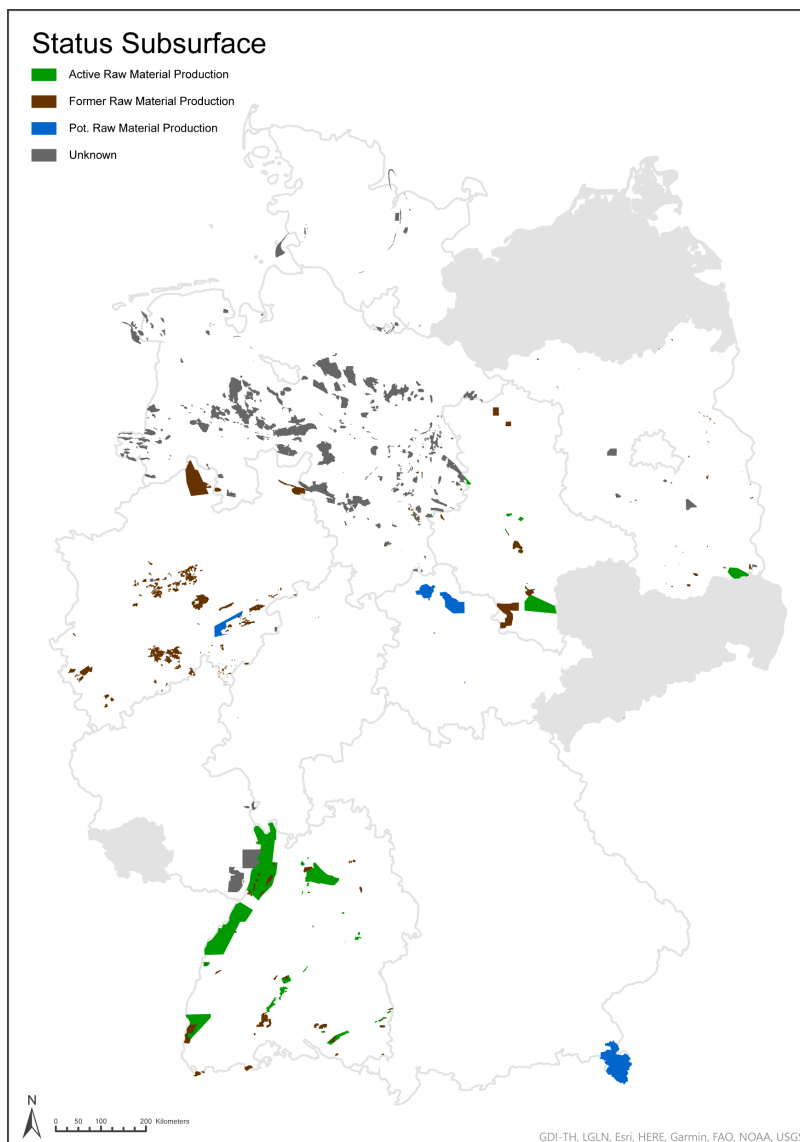 Status Subsurface
Active Raw Material Production
Former Raw Material Production
Pot. Raw Material Production
Unknown
N
0 50 100 200 Kilometers
GDI-TH, LGLN, Esri, HERE, Garmin, FAO, NOAA, USGS